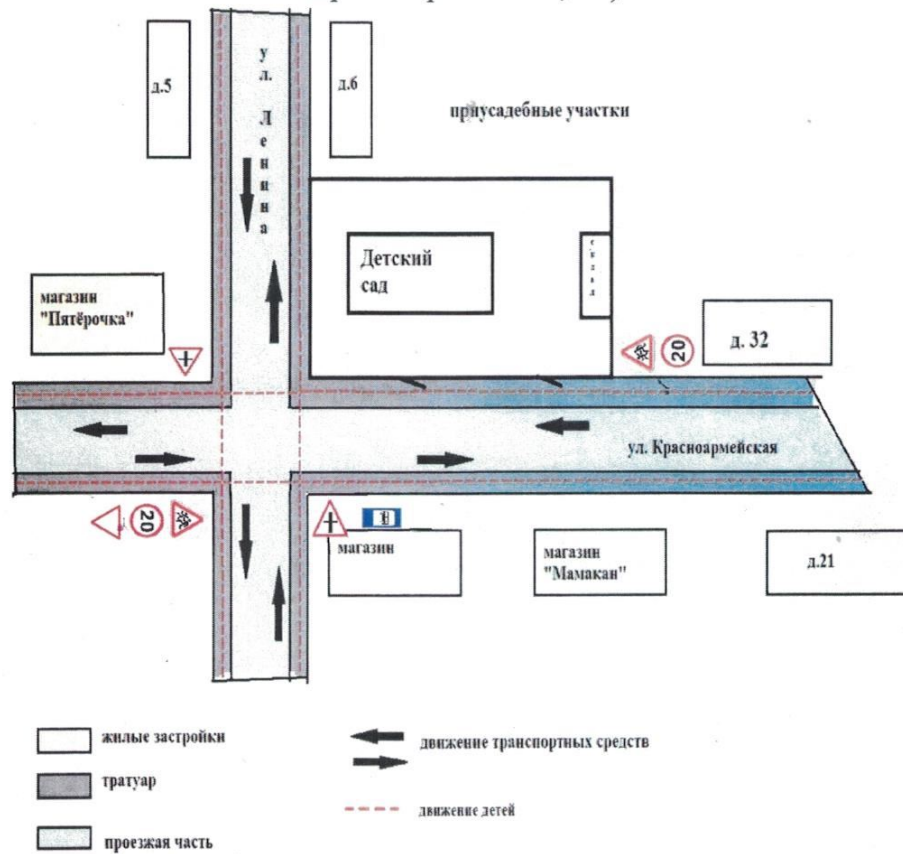 ул. Ленина
д.5
д.6
приусадебные участки
Детский
сад
склад
магазин
"Пятёрочка"
20
д. 32
ул. Красноармейская
20
магазин
магазин
"Мамакан"
д.21
жилые застройки
тратуар
проезжая часть
движение транспортных средств
движение детей